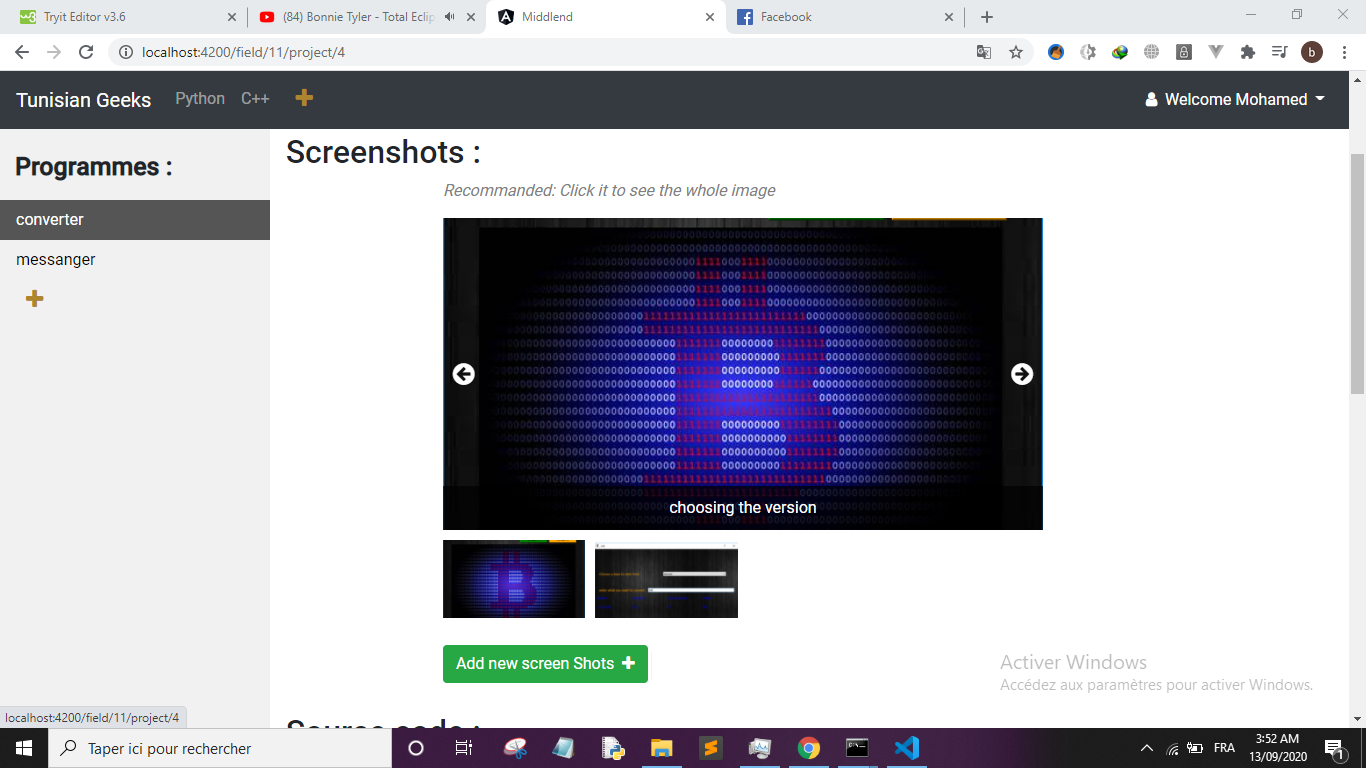 Tryit Editor v3.6
(84) Bonnie Tyler - Total Eclip
Middlend
Facebook
localhost:4200/field/11/project/4
b
Tunisian Geeks
Python
C++
Welcome Mohamed
Programmes :
converter
messanger
Screenshots :
Recommanded: Click it to see the whole image
choosing the version
Add new screen Shots
Source code :
Activer Windows
Accédez aux paramètres pour activer Windows.
localhost:4200/field/11/project/4
Taper ici pour rechercher
FRA
3:52 AM
13/09/2020
1